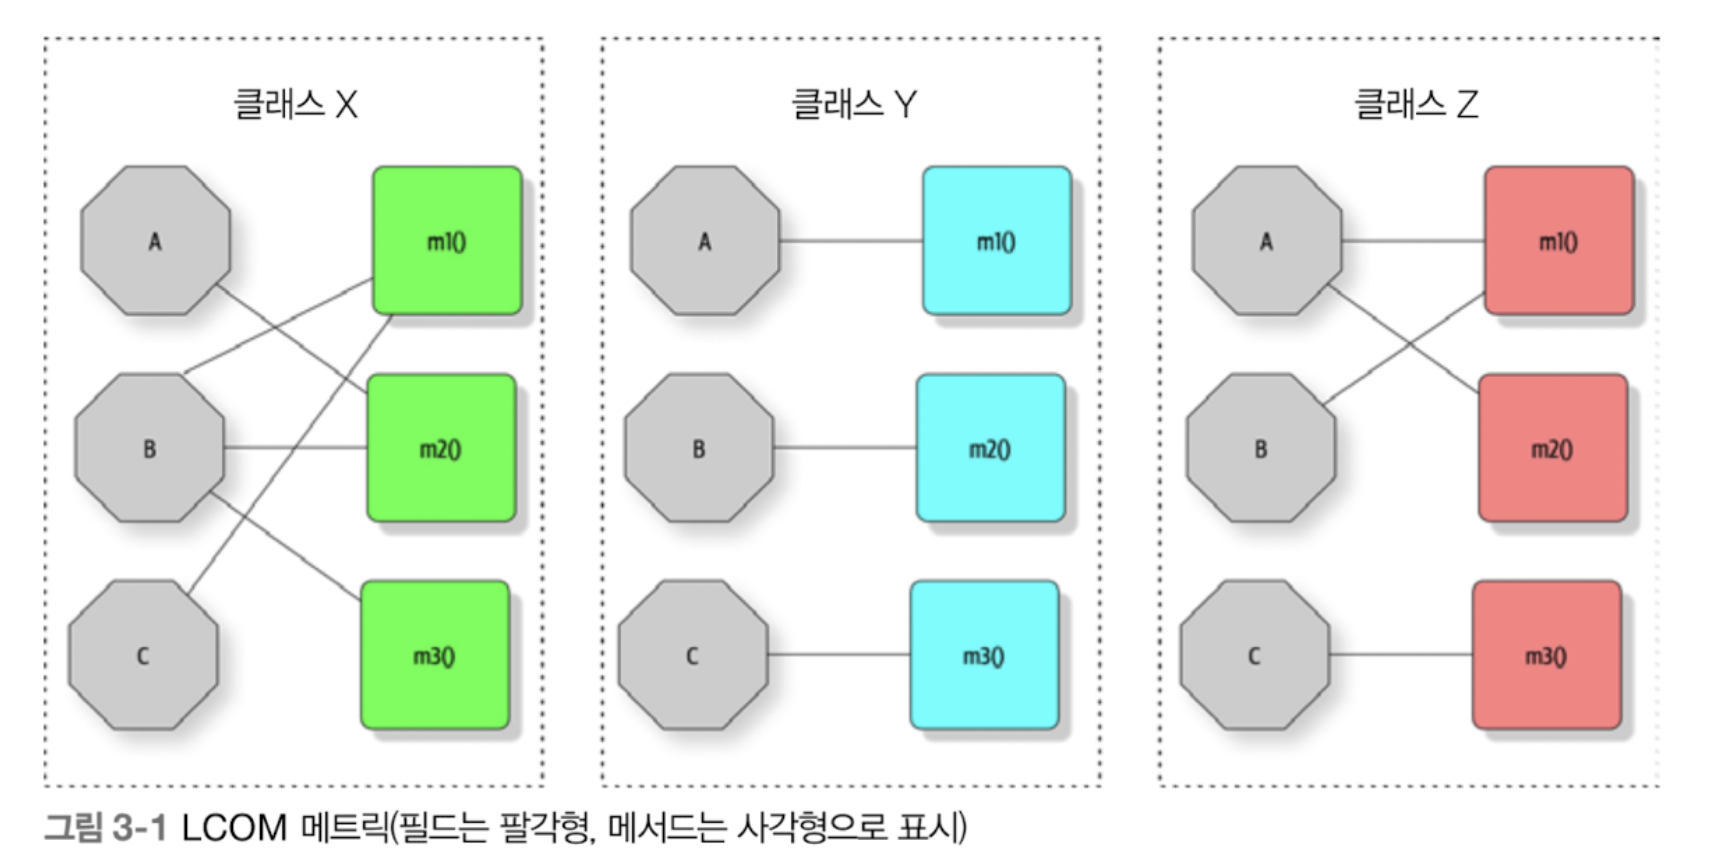 클래스 X
클래스 Y
클래스 Z
A
m1()
A
m1()
A
m1()
B
m2()
B
m2()
B
m2()
C
m3()
C
m3()
C
m3()
그림 3-1 LCOM 메트릭(필드는 팔각형, 메서드는 사각형으로 표시)